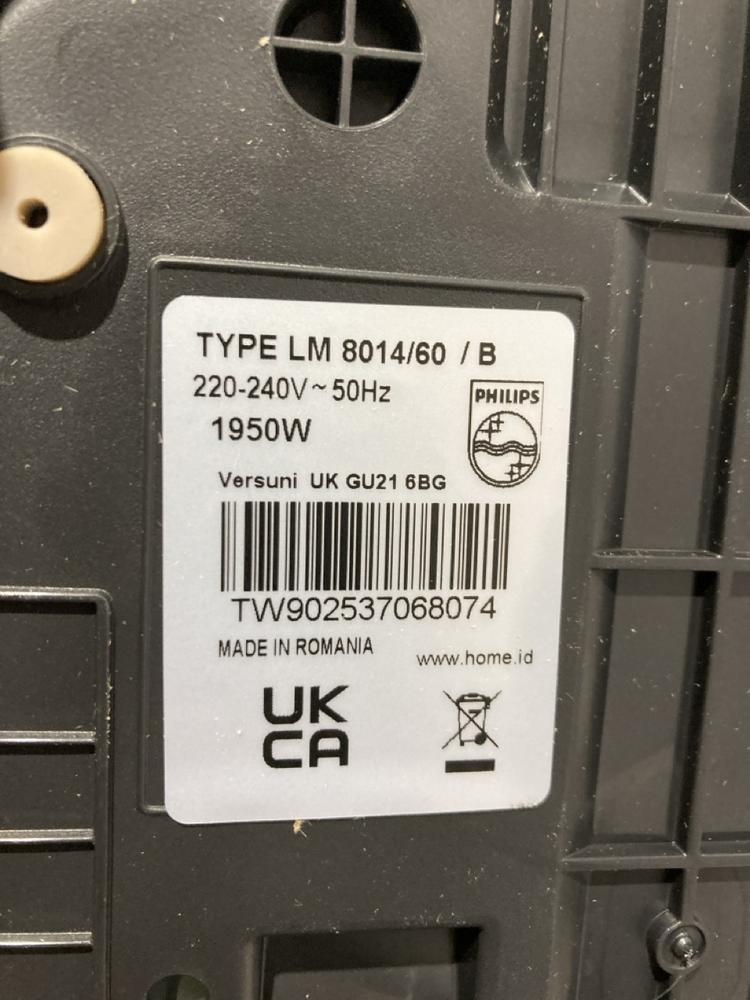 TYPE LM 8014/60 / B
220-240V ~ 50Hz
PHILIPS
1950W
Versuni UK GU21 6BG
TW902537068074
MADE IN ROMANIA
www.home.id
UK
CA